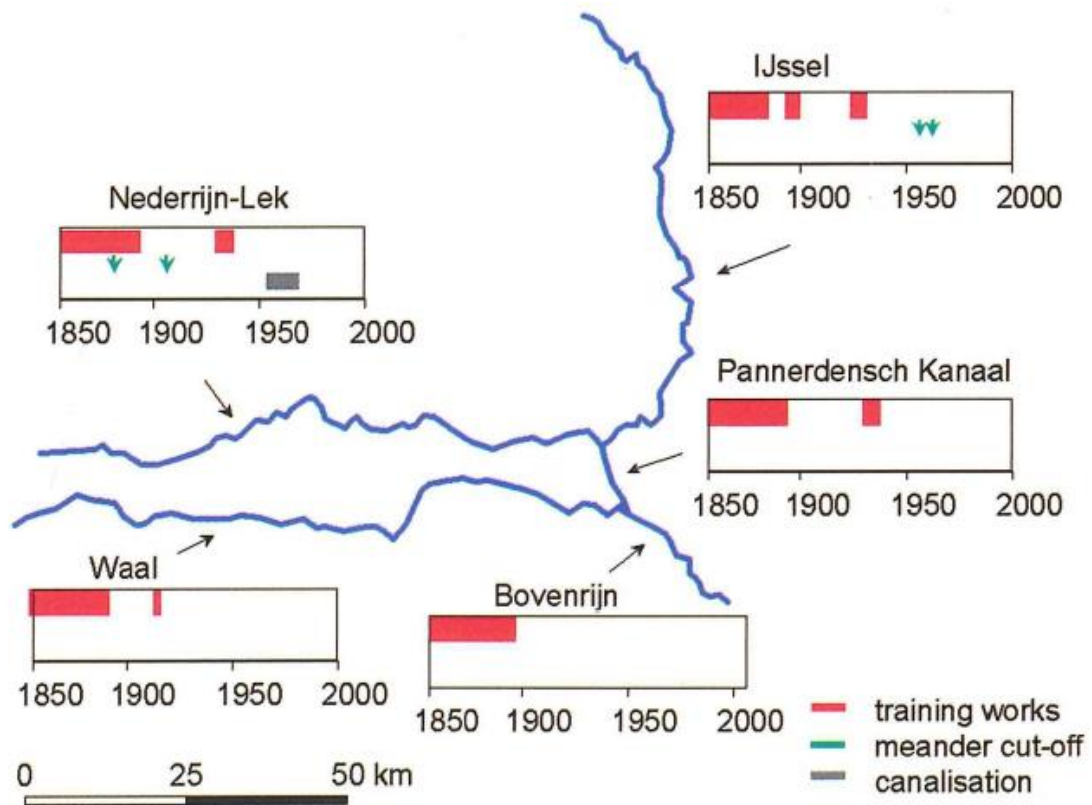 IJssel
1850 1900 1950 2000
Nederrijn-Lek
1850 1900 1950 2000
Pannerdensch Kanaal
1850 1900 1950 2000
Waal
1850 1900 1950 2000
Bovenrijn
1850 1900 1950 2000
training works
meander cut-off
canalisation
0 25 50 km